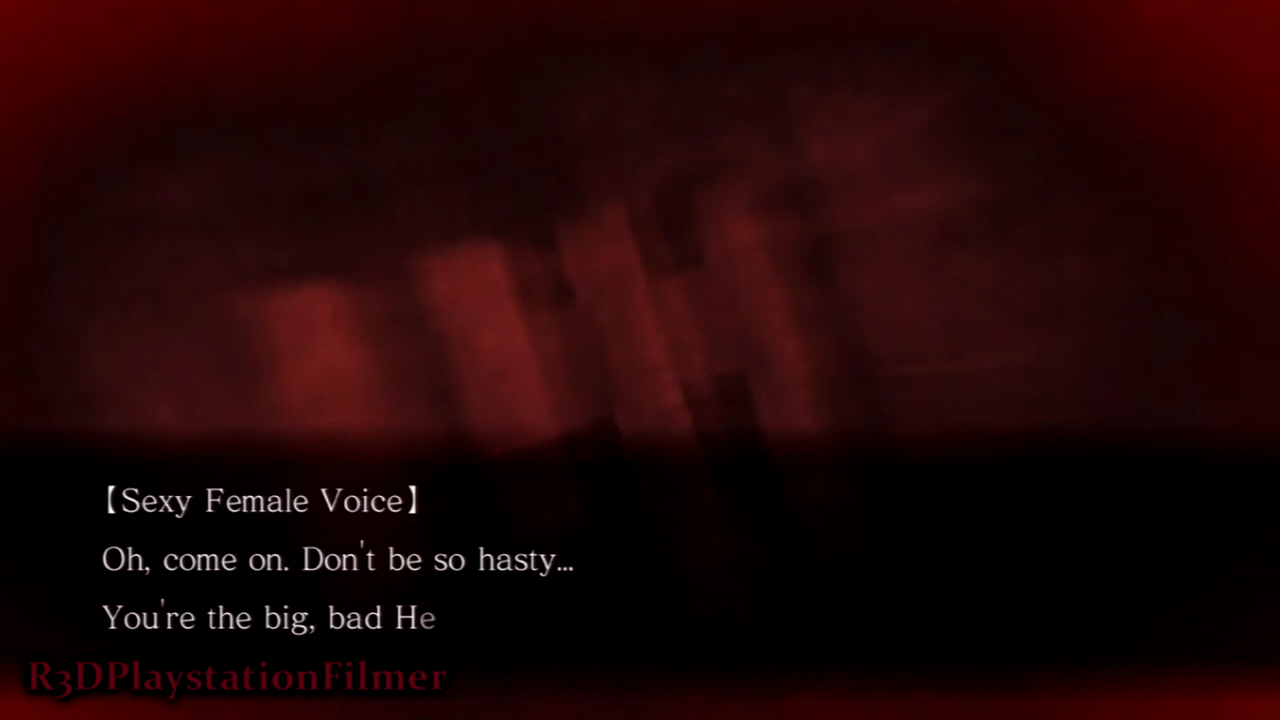 【Sexy Female Voice】
Oh, come on. Don't be so hasty...
You're the big, bad He
R3DPlaystationFilmer